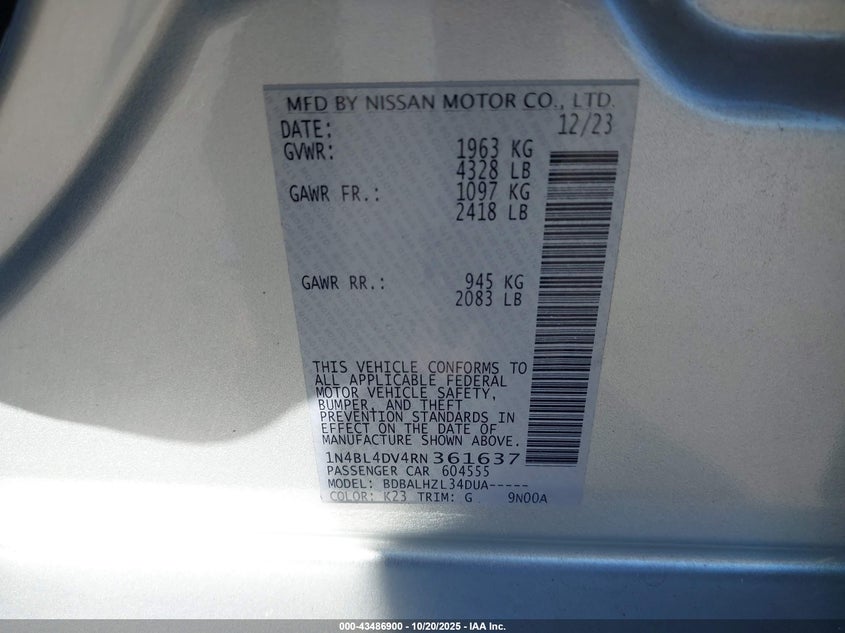 MFD BY NISSAN MOTOR CO., LTD.
DATE: 12/23
GVWR: 1963 KG
4328 LB
GAWR FR.: 1097 KG
2418 LB
GAWR RR.: 945 KG
2083 LB
THIS VEHICLE CONFORMS TO
ALL APPLICABLE FEDERAL
MOTOR VEHICLE SAFETY,
BUMPER, AND THEFT
PREVENTION STANDARDS IN
EFFECT ON THE DATE OF
MANUFACTURE SHOWN ABOVE.
1N4BL4DV4RN361637
PASSENGER CAR 604555
MODEL: BDBALHZL34DUA-----
COLOR: K23 TRIM: G 9N00A
000-43486900 - 10/20/2025 - IAA Inc.